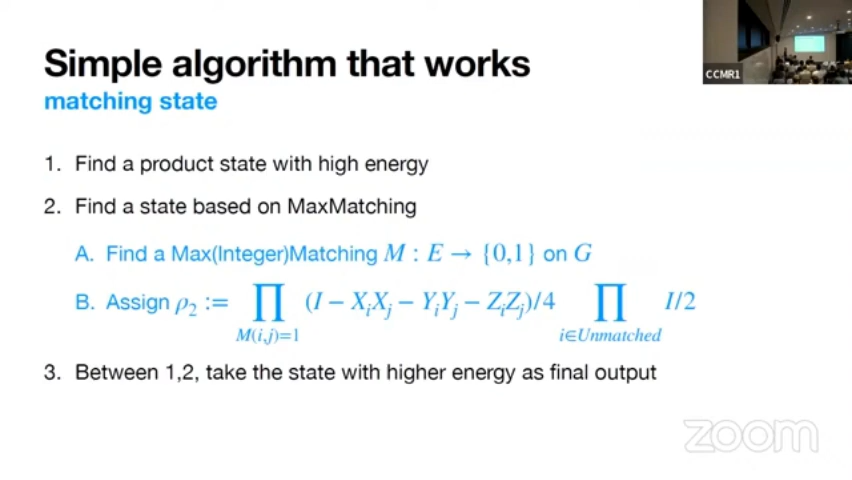 Simple algorithm that works
matching state
1. Find a product state with high energy
2. Find a state based on MaxMatching
A. Find a Max(Integer)Matching M : E → {0,1} on G
B. Assign ρ₂ := ∏_{M(i,j)=1} (I − X_iX_j − Y_iY_j − Z_iZ_j)/4 ∏_{i∈Unmatched} I/2
3. Between 1,2, take the state with higher energy as final output
CCMR1
zoom